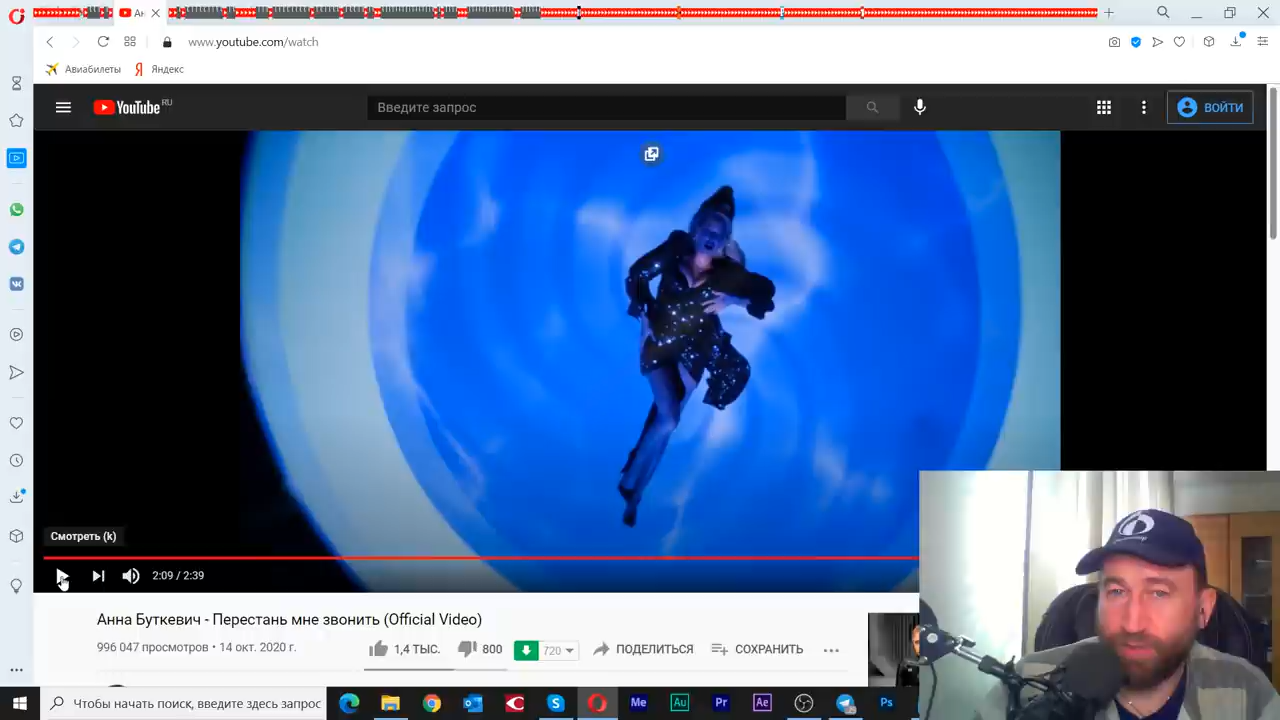 Ан
www.youtube.com/watch
Авиабилеты
Я Яндекс
YouTube RU
Введите запрос
ВОЙТИ
Смотреть (k)
2:09 / 2:39
Анна Буткевич - Перестань мне звонить (Official Video)
996 047 просмотров • 14 окт. 2020 г.
1,4 ТЫС.
800
720
ПОДЕЛИТЬСЯ
СОХРАНИТЬ
Чтобы начать поиск, введите здесь запрос
Me
Au
Pr
Ae
Ps